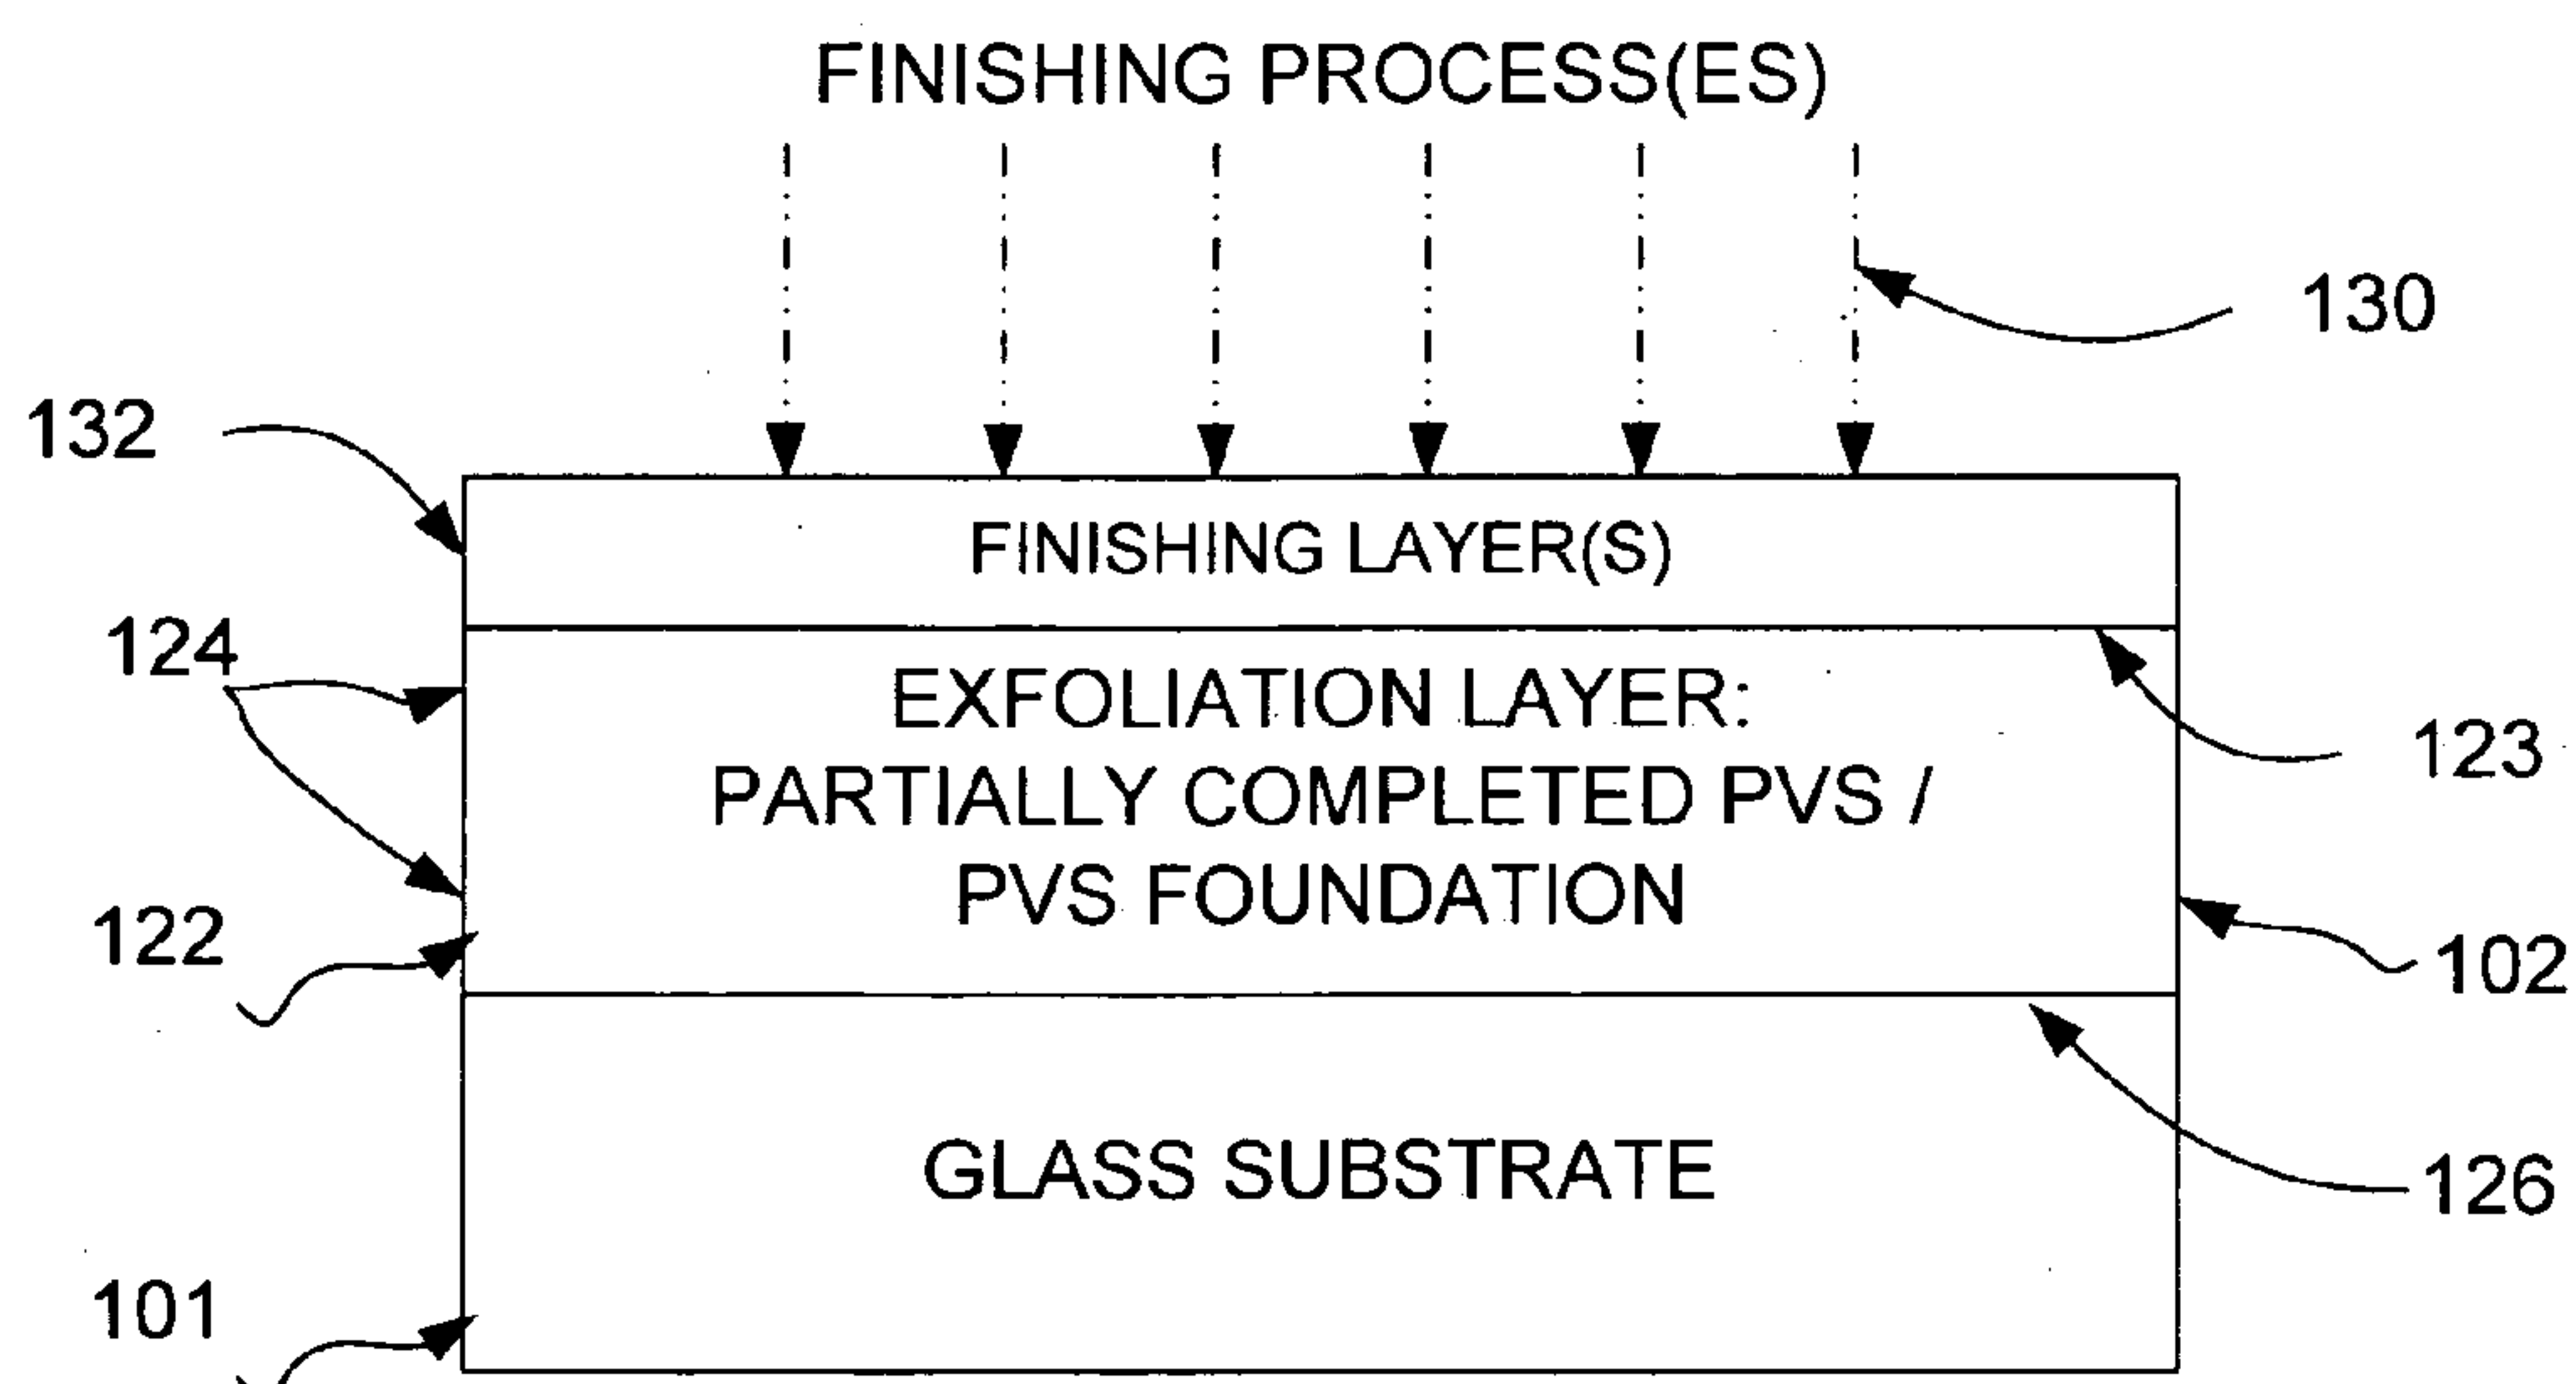 FINISHING PROCESS(ES)
130
132
FINISHING LAYER(S)
124
EXFOLIATION LAYER:
PARTIALLY COMPLETED PVS /
PVS FOUNDATION
123
122
102
GLASS SUBSTRATE
126
101